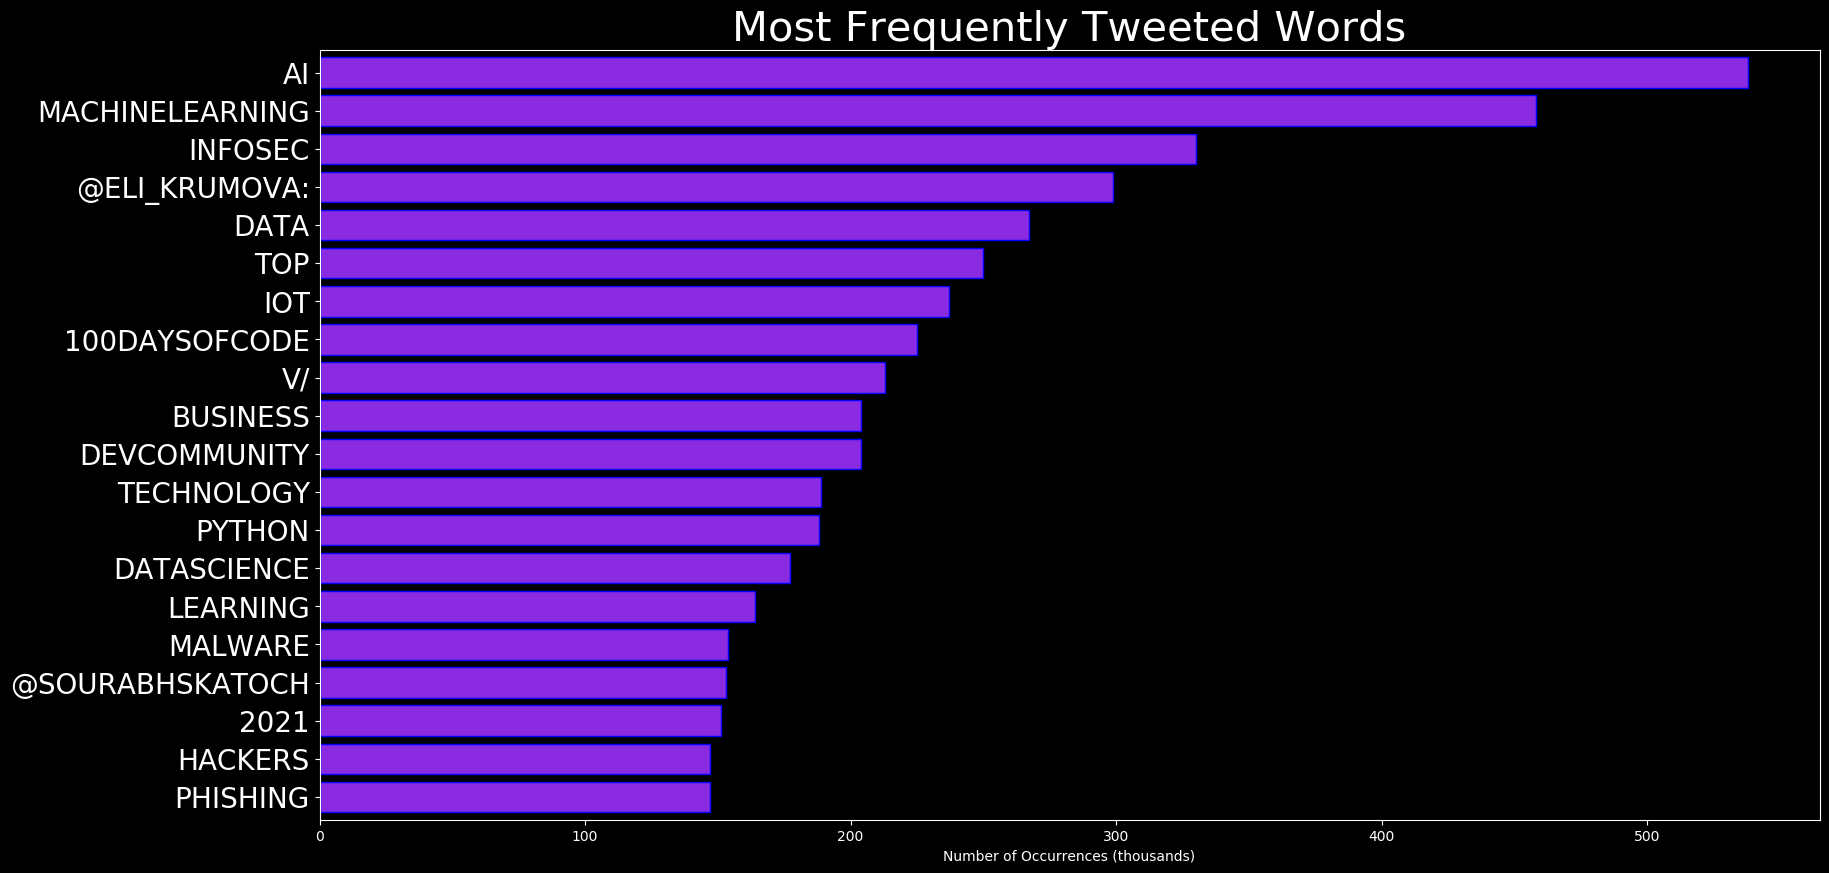 Most Frequently Tweeted Words
AI
MACHINELEARNING
INFOSEC
@ELI_KRUMOVA:
DATA
TOP
IOT
100DAYSOFCODE
V/
BUSINESS
DEVCOMMUNITY
TECHNOLOGY
PYTHON
DATASCIENCE
LEARNING
MALWARE
@SOURABHSKATOCH
2021
HACKERS
PHISHING
0 100 200 300 400 500
Number of Occurrences (thousands)